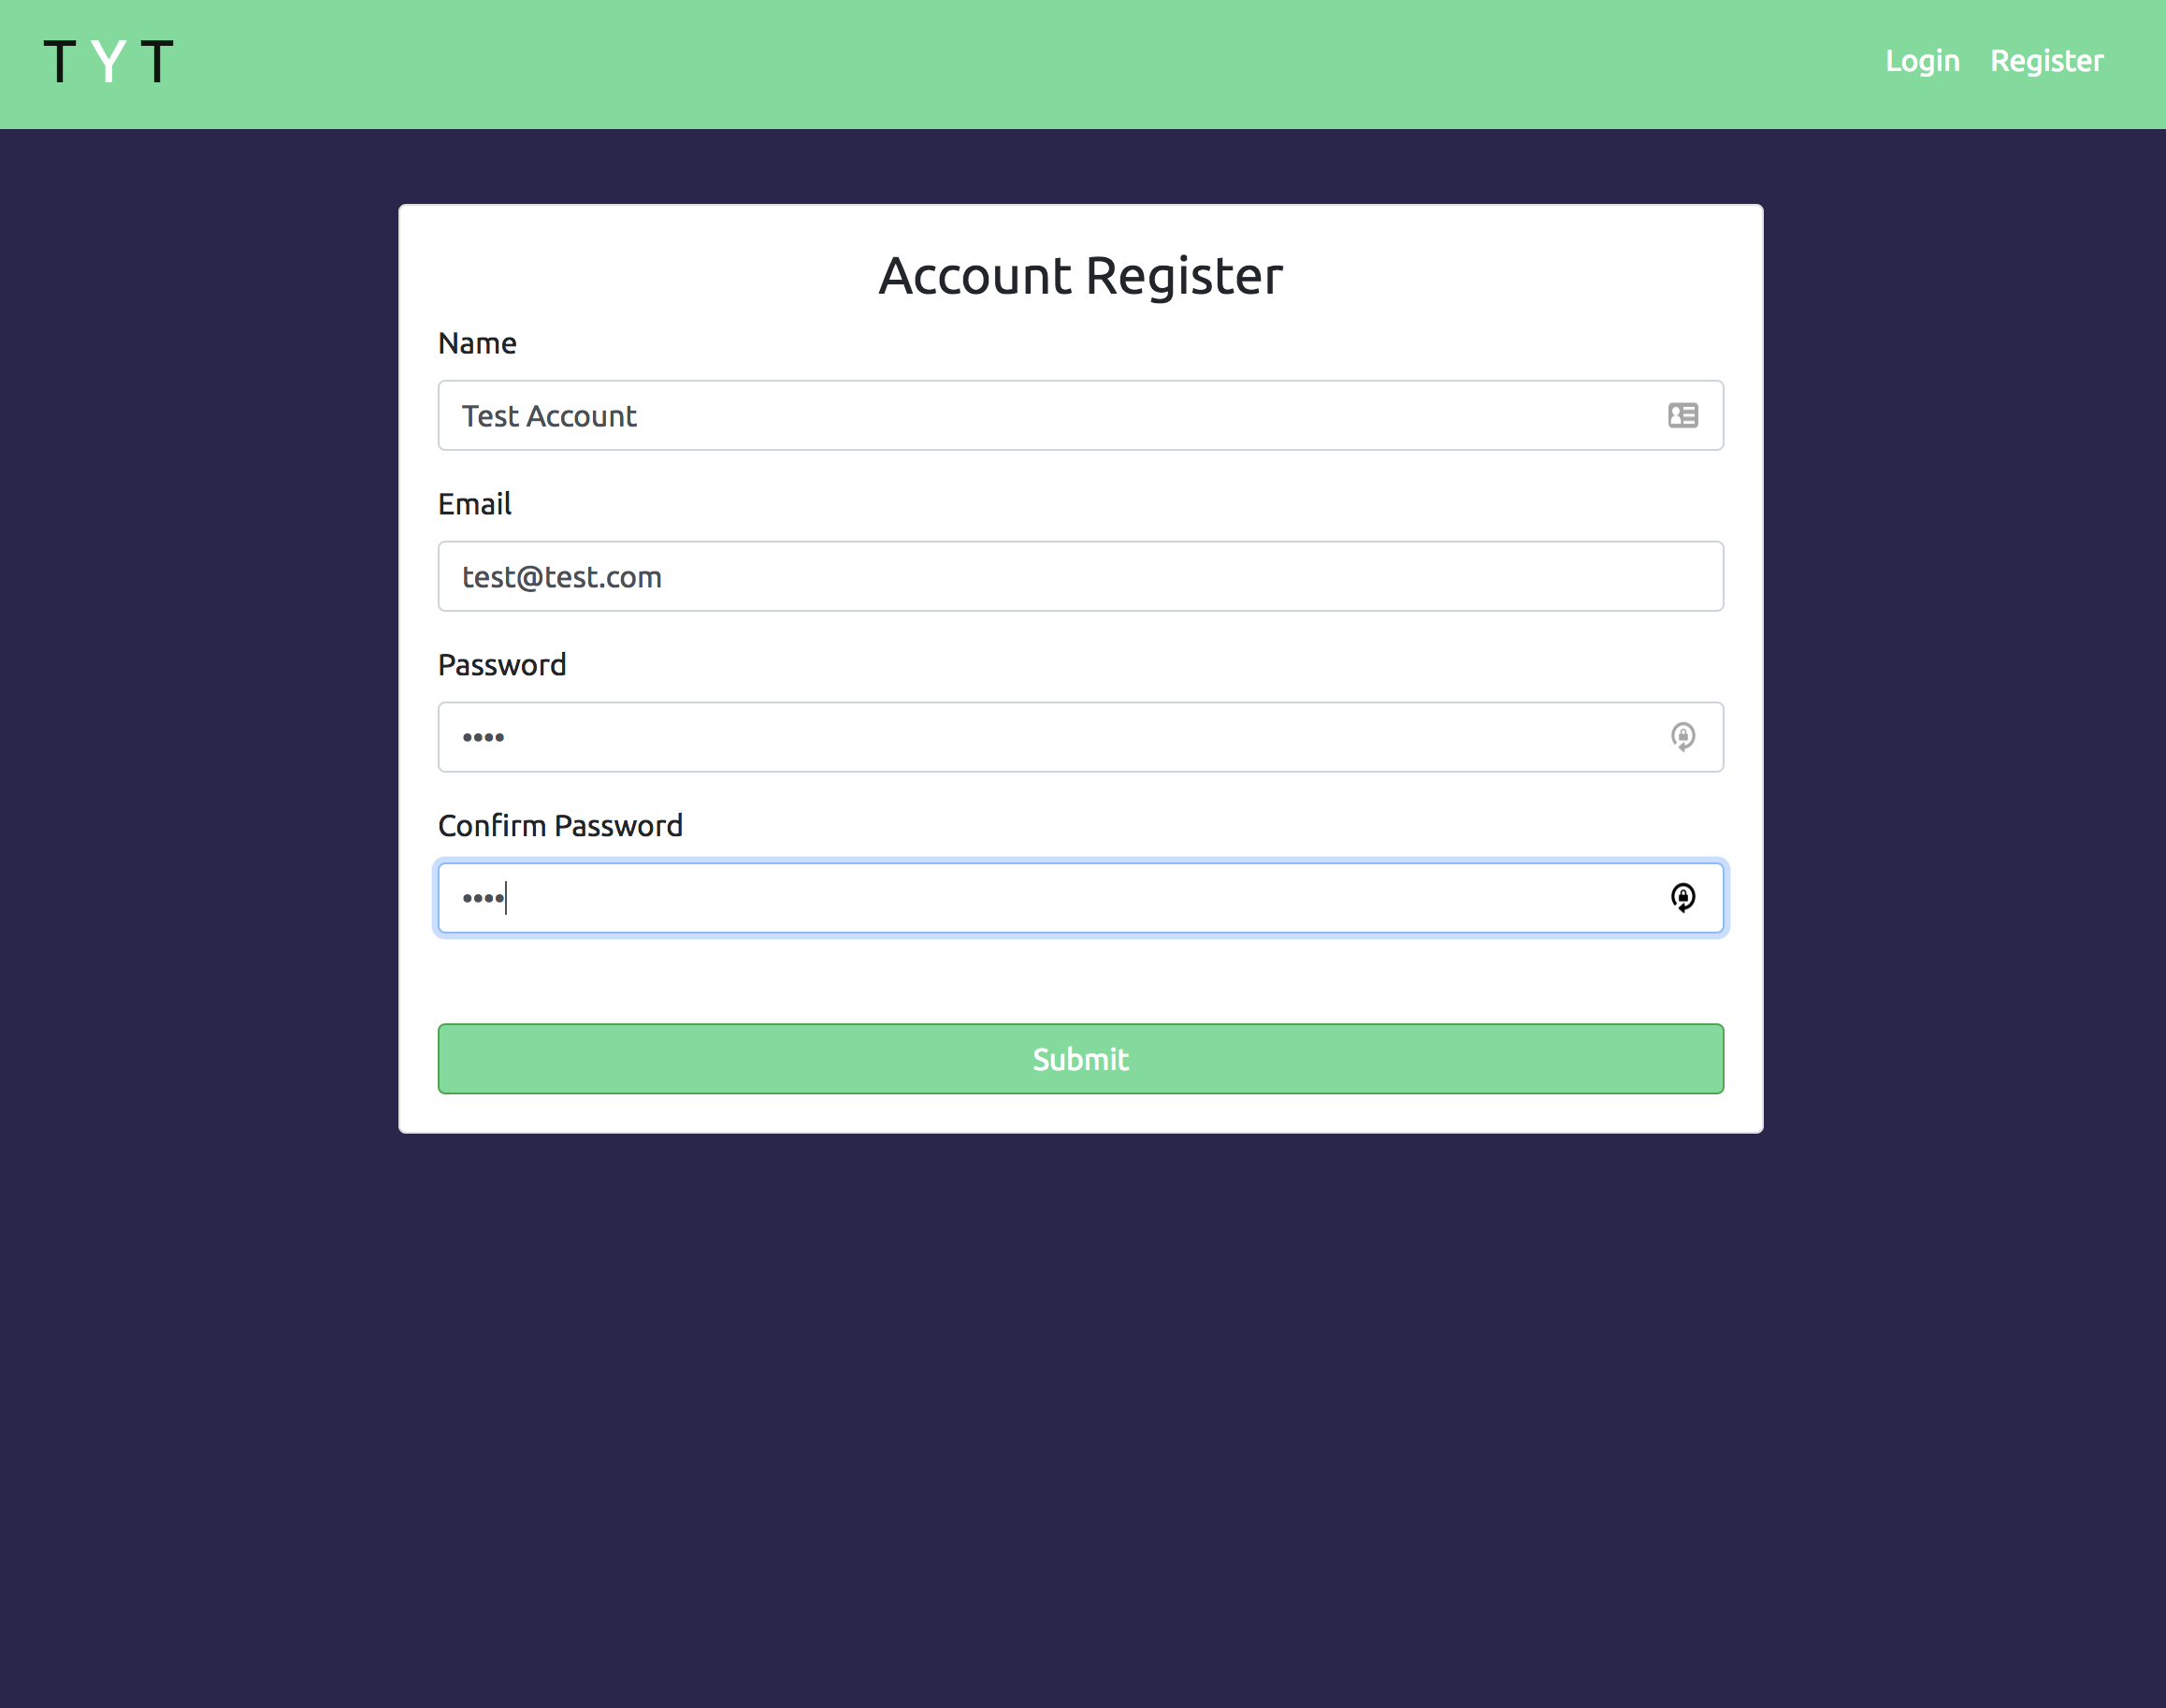 T Y T
Login Register
Account Register
Name
Test Account
Email
test@test.com
Password
••••
Confirm Password
••••
Submit